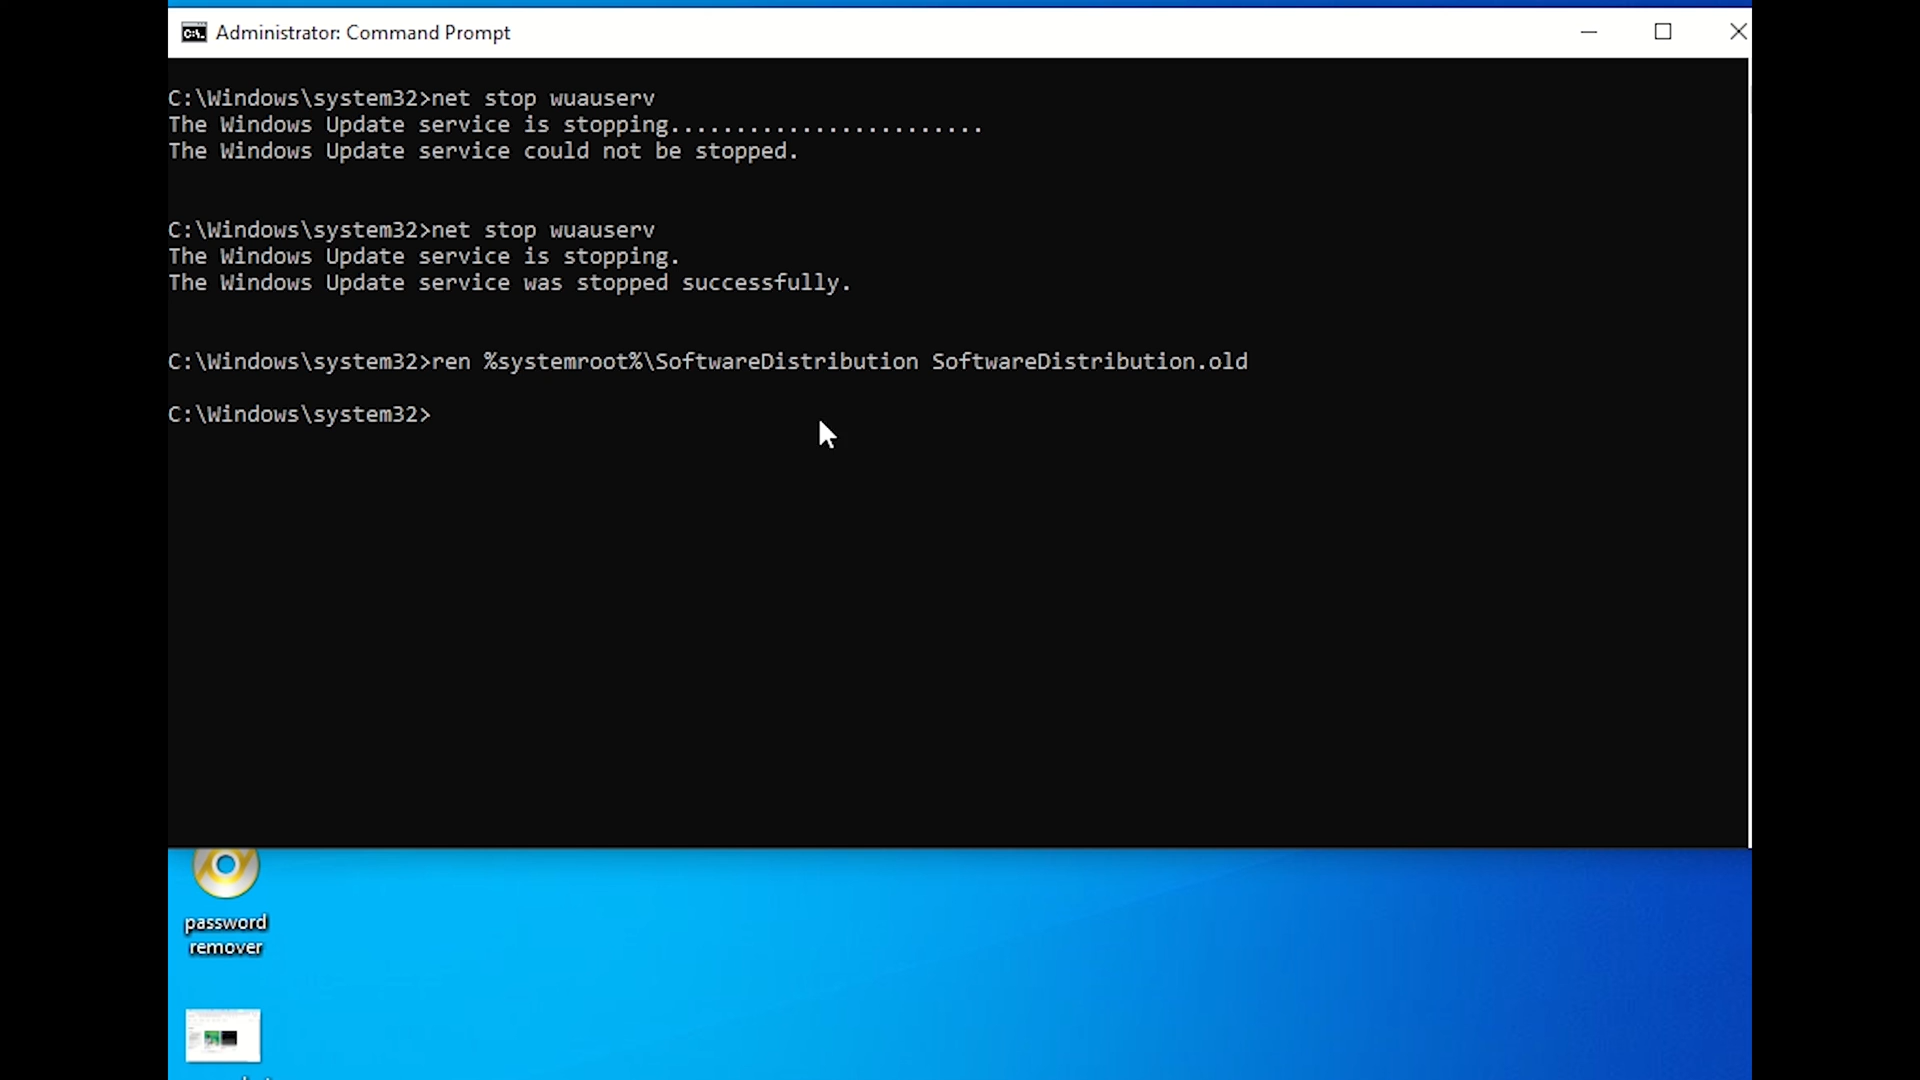 Administrator: Command Prompt
C:\Windows\system32>net stop wuauserv
The Windows Update service is stopping........................
The Windows Update service could not be stopped.
C:\Windows\system32>net stop wuauserv
The Windows Update service is stopping.
The Windows Update service was stopped successfully.
C:\Windows\system32>ren %systemroot%\SoftwareDistribution SoftwareDistribution.old
C:\Windows\system32>
password
remover